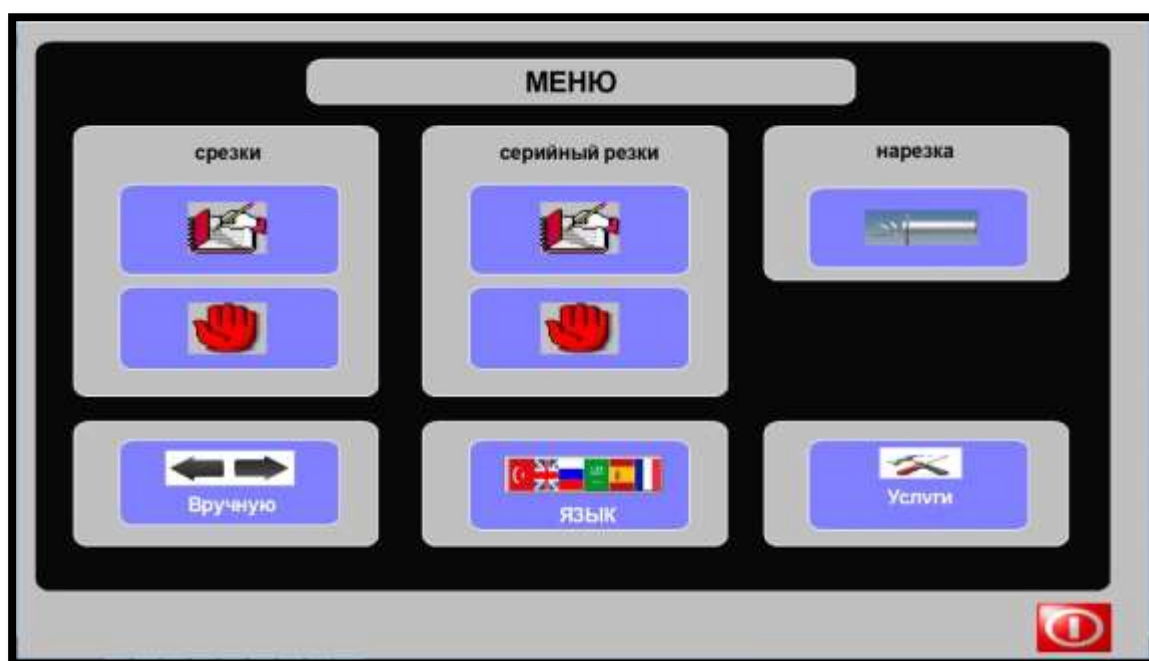 МЕНЮ
срезки
серийный резки
нарезка
Вручную
ЯЗЫК
Услуги